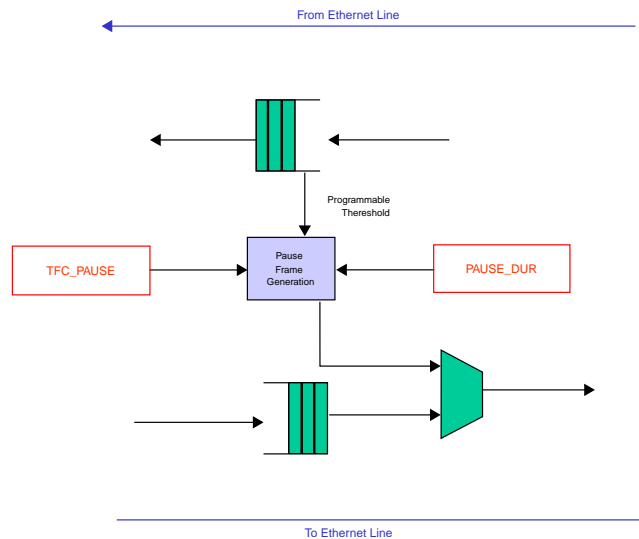 From Ethernet Line
Programmable
Thereshold
TFC_PAUSE
Pause
Frame
Generation
PAUSE_DUR
To Ethernet Line